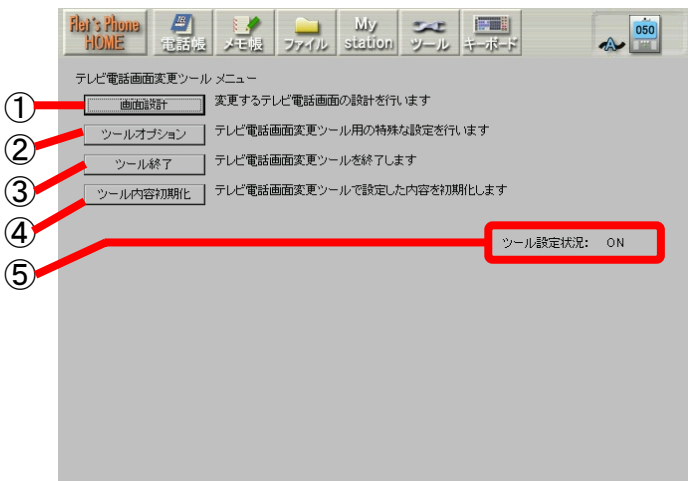 Flet's Phone
HOME
電話帳
メモ帳
ファイル
My
station
ツール
キーボード
A
050
テレビ電話画面変更ツール メニュー
① 画面設計 変更するテレビ電話画面の設計を行います
② ツールオプション テレビ電話画面変更ツール用の特殊な設定を行います
③ ツール終了 テレビ電話画面変更ツールを終了します
④ ツール内容初期化 テレビ電話画面変更ツールで設定した内容を初期化します
⑤ ツール設定状況: ON